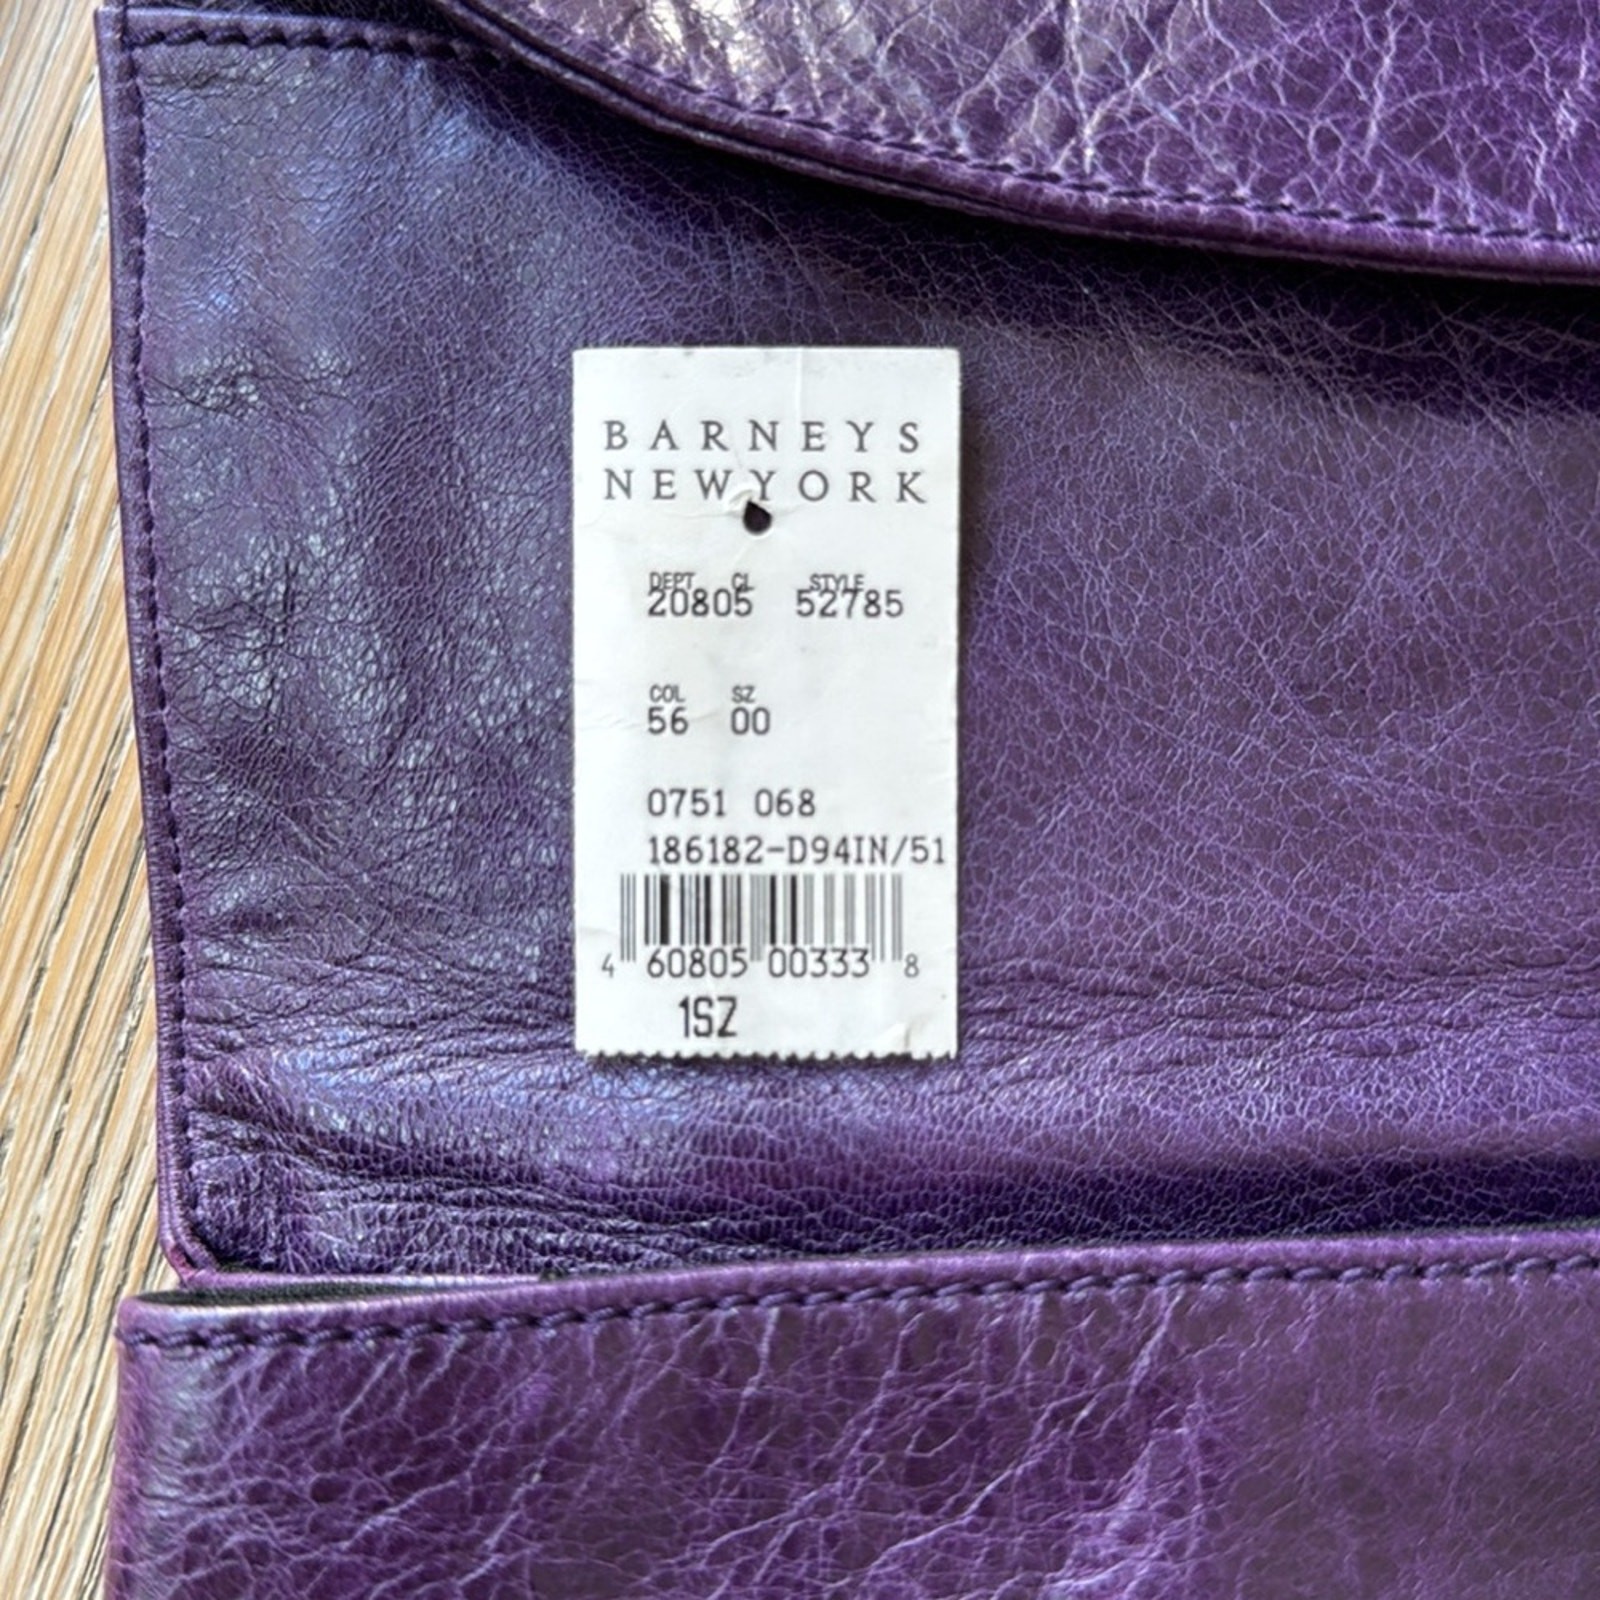 BARNEYS
NEWYORK
DEPT CL STYLE
20805 52785
COL SZ
56 00
0751 068
186182-D94IN/51
4 60805 00333 8
1SZ